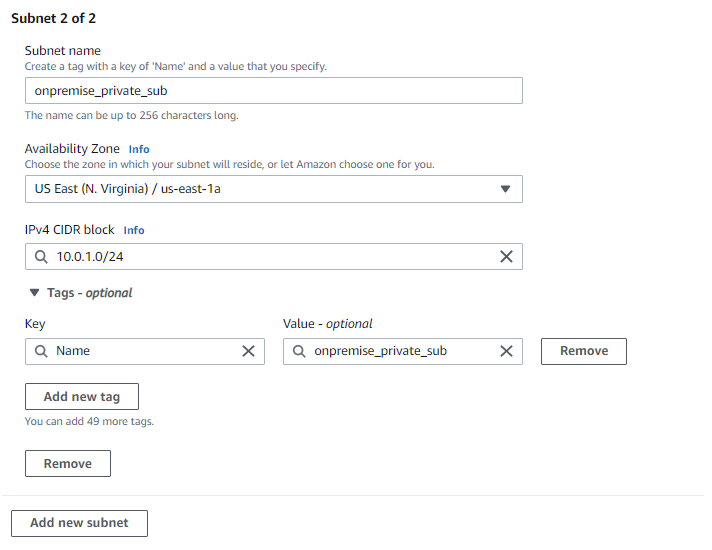 Subnet 2 of 2
Subnet name
Create a tag with a key of 'Name' and a value that you specify.
onpremise_private_sub
The name can be up to 256 characters long.
Availability Zone Info
Choose the zone in which your subnet will reside, or let Amazon choose one for you.
US East (N. Virginia) / us-east-1a
IPv4 CIDR block Info
10.0.1.0/24
Tags - optional
Key Value - optional
Name onpremise_private_sub Remove
Add new tag
You can add 49 more tags.
Remove
Add new subnet